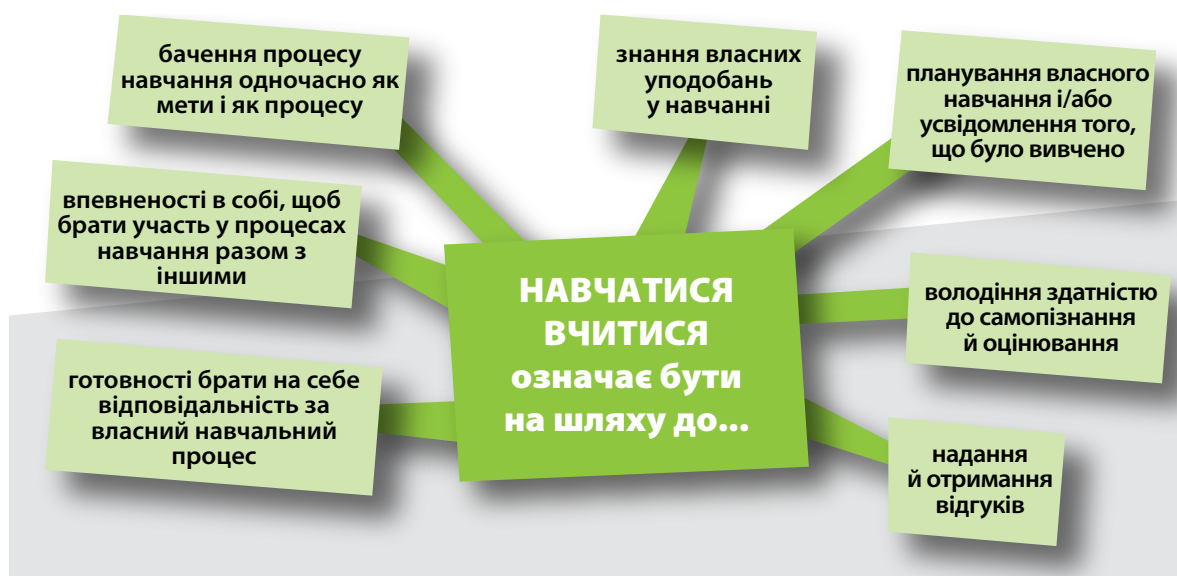 бачення процесу
навчання одночасно як
мети і як процесу
знання власних
уподобань
у навчанні
планування власного
навчання і/або
усвідомлення того,
що було вивчено
впевненості в собі, щоб
брати участь у процесах
навчання разом з
іншими
НАВЧАТИСЯ
ВЧИТИСЯ
означає бути
на шляху до...
володіння здатністю
до самопізнання
й оцінювання
готовності брати на себе
відповідальність за
власний навчальний
процес
надання
й отримання
відгуків